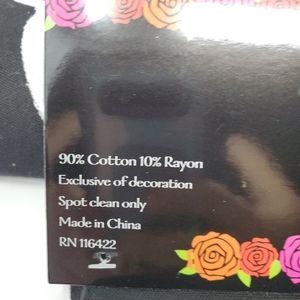 90% Cotton 10% Rayon
Exclusive of decoration
Spot clean only
Made in China
RN 116422